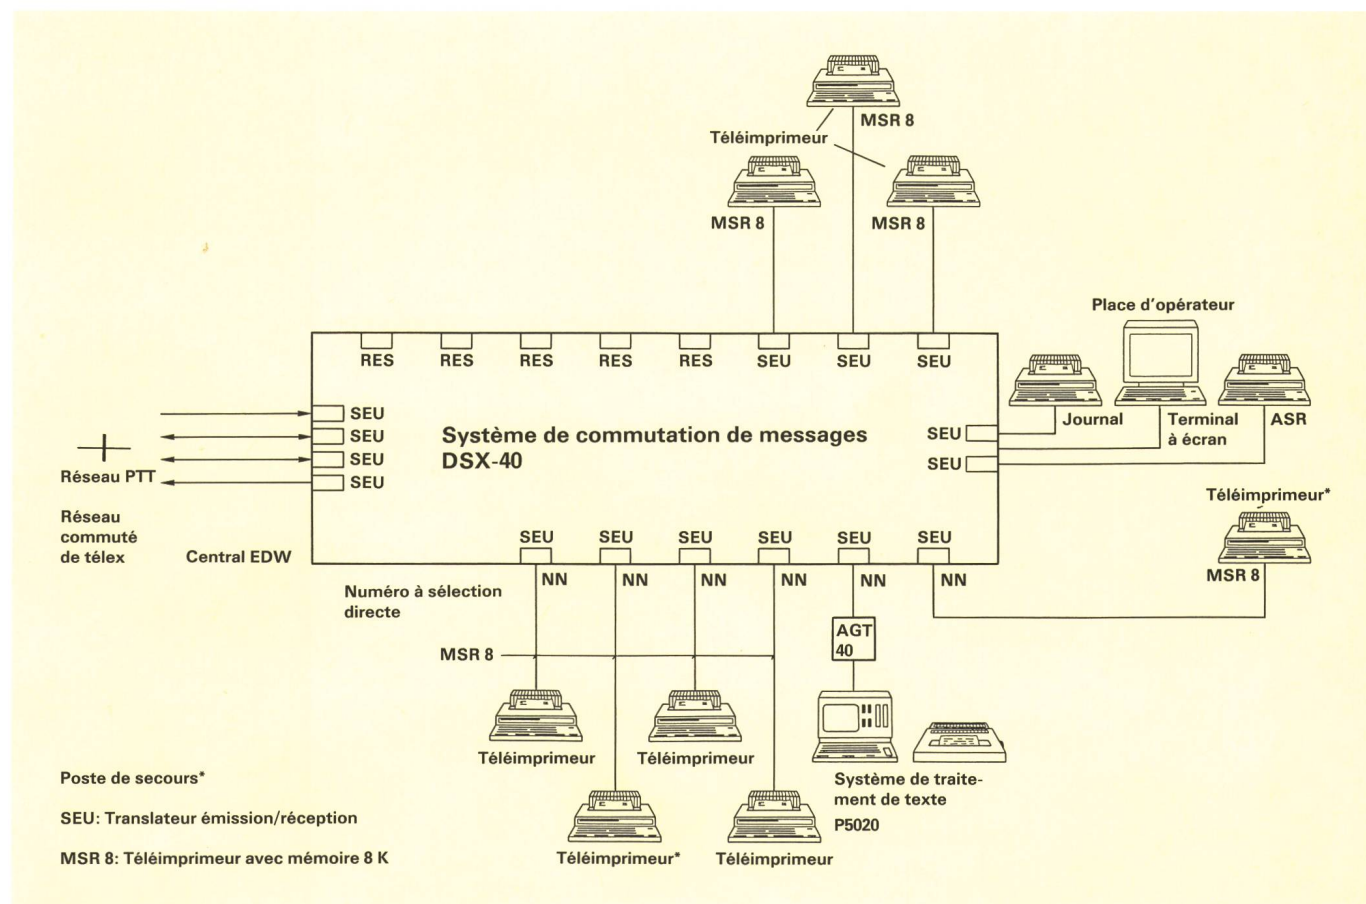 MSR 8
Téléimprimeur
MSR 8
MSR 8
Place d'opérateur
RES
RES
RES
RES
RES
SEU
SEU
SEU
Journal
Terminal
à écran
ASR
SEU
SEU
SEU
SEU
Système de commutation de messages
DSX-40
SEU
SEU
Réseau PTT
Réseau
commuté
de télex
Central EDW
Téléimprimeur*
MSR 8
SEU
SEU
SEU
SEU
SEU
SEU
NN
NN
NN
NN
NN
NN
Numéro à sélection
directe
MSR 8
AGT
40
Téléimprimeur
Téléimprimeur
Système de traite-
ment de texte
P5020
Téléimprimeur*
Téléimprimeur
Poste de secours*
SEU: Translateur émission/réception
MSR 8: Téléimprimeur avec mémoire 8 K